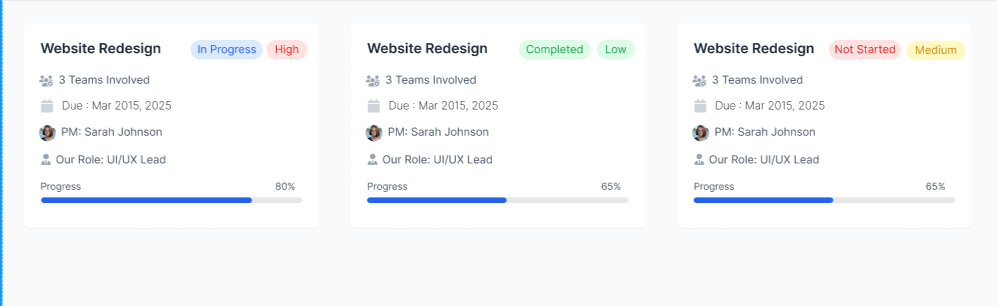 Website Redesign In Progress High
3 Teams Involved
Due : Mar 2015, 2025
PM: Sarah Johnson
Our Role: UI/UX Lead
Progress 80%
Website Redesign Completed Low
3 Teams Involved
Due : Mar 2015, 2025
PM: Sarah Johnson
Our Role: UI/UX Lead
Progress 65%
Website Redesign Not Started Medium
3 Teams Involved
Due : Mar 2015, 2025
PM: Sarah Johnson
Our Role: UI/UX Lead
Progress 65%